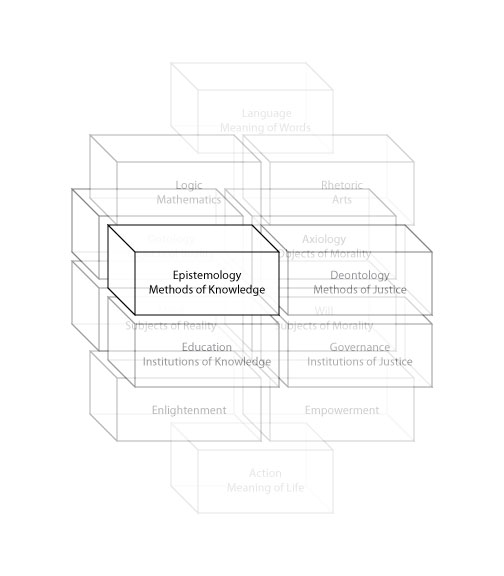 Language
Meaning of Words
Logic
Mathematics
Rhetoric
Arts
Axiology
Objects of Morality
Epistemology
Methods of Knowledge
Deontology
Methods of Justice
Will
Subjects of Reality
Subjects of Morality
Education
Institutions of Knowledge
Governance
Institutions of Justice
Enlightenment
Empowerment
Action
Meaning of Life